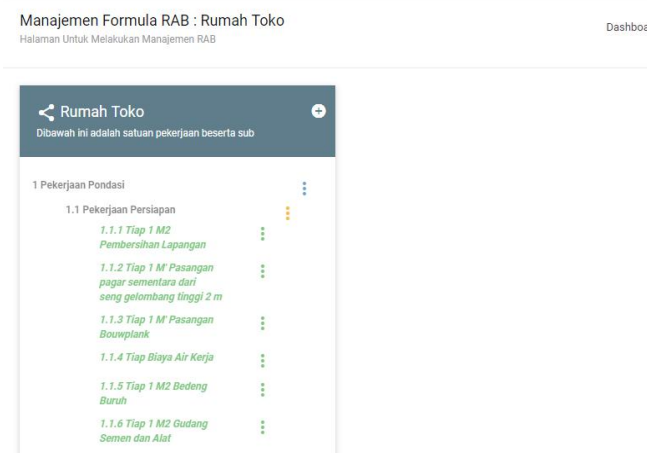 Manajemen Formula RAB : Rumah Toko
Halaman Untuk Melakukan Manajemen RAB
Dashboa
Rumah Toko
Dibawah ini adalah satuan pekerjaan beserta sub
1 Pekerjaan Pondasi
1.1 Pekerjaan Persiapan
1.1.1 Tiap 1 M2
Pembersihan Lapangan
1.1.2 Tiap 1 M' Pasangan
pagar sementara dari
seng gelombang tinggi 2 m
1.1.3 Tiap 1 M' Pasangan
Bouwplank
1.1.4 Tiap Biaya Air Kerja
1.1.5 Tiap 1 M2 Bedeng
Buruh
1.1.6 Tiap 1 M2 Gudang
Semen dan Alat